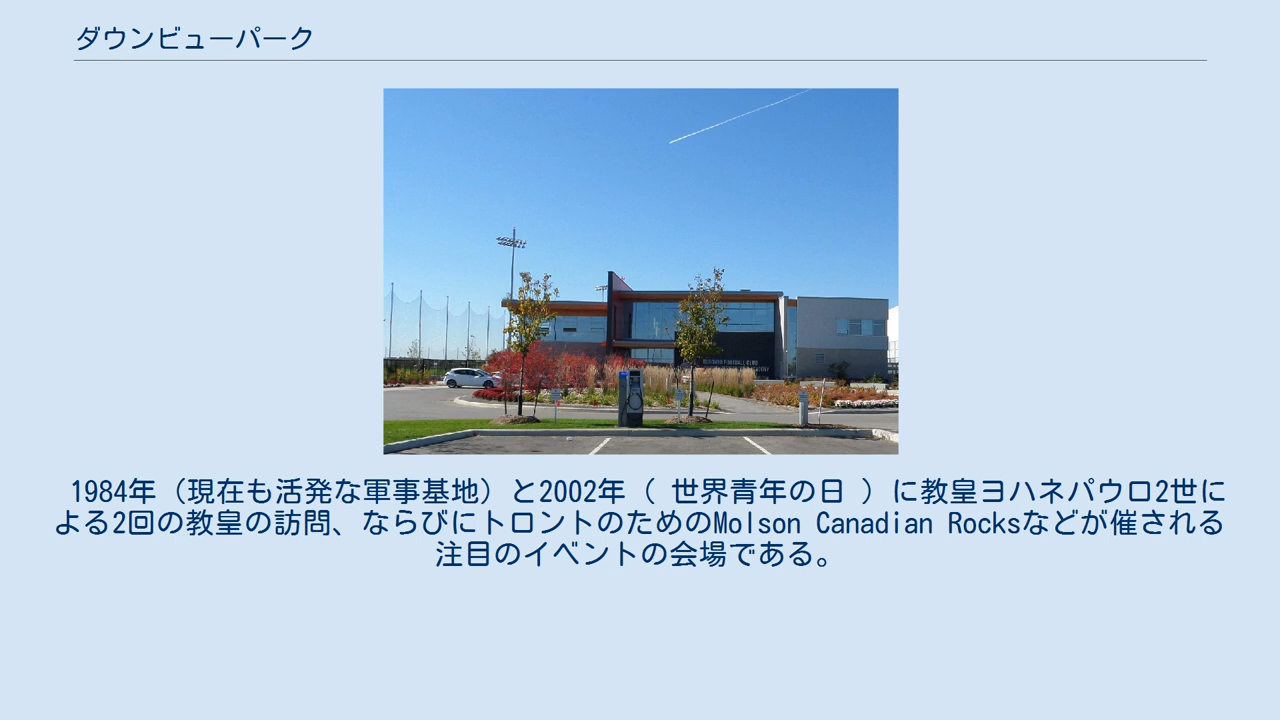 ダウンビューパーク
1984年（現在も活発な軍事基地）と2002年（ 世界青年の日 ）に教皇ヨハネパウロ2世に
よる2回の教皇の訪問、ならびにトロントのためのMolson Canadian Rocksなどが催される
注目のイベントの会場である。